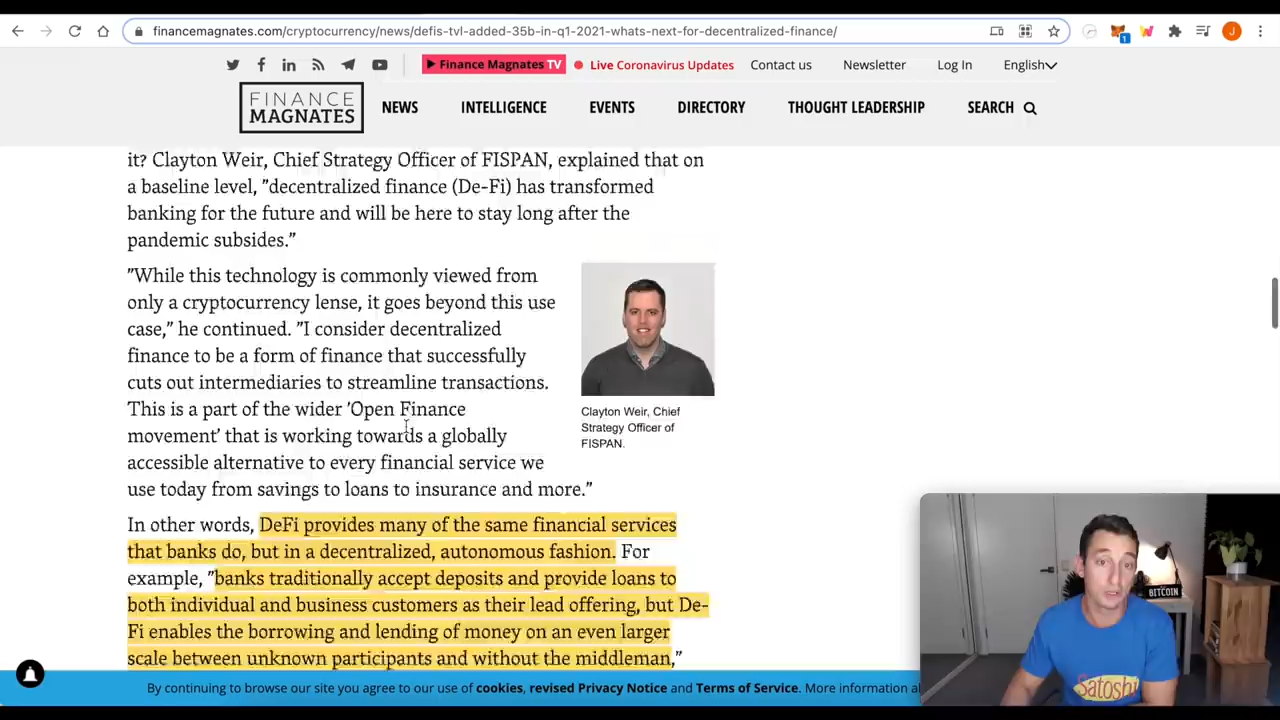 financemagnates.com/cryptocurrency/news/defis-tvl-added-35b-in-q1-2021-whats-next-for-decentralized-finance/
1
J
Finance Magnates TV
Live Coronavirus Updates
Contact us
Newsletter
Log In
English
FINANCE
MAGNATES
NEWS
INTELLIGENCE
EVENTS
DIRECTORY
THOUGHT LEADERSHIP
SEARCH
it? Clayton Weir, Chief Strategy Officer of FISPAN, explained that on
a baseline level, ”decentralized finance (De-Fi) has transformed
banking for the future and will be here to stay long after the
pandemic subsides.”
”While this technology is commonly viewed from
only a cryptocurrency lense, it goes beyond this use
case,” he continued. ”I consider decentralized
finance to be a form of finance that successfully
cuts out intermediaries to streamline transactions.
This is a part of the wider ’Open Finance
movement’ that is working towards a globally
accessible alternative to every financial service we
use today from savings to loans to insurance and more.”
Clayton Weir, Chief
Strategy Officer of
FISPAN.
In other words, DeFi provides many of the same financial services
that banks do, but in a decentralized, autonomous fashion. For
example, ”banks traditionally accept deposits and provide loans to
both individual and business customers as their lead offering, but De-
Fi enables the borrowing and lending of money on an even larger
scale between unknown participants and without the middleman,”
By continuing to browse our site you agree to our use of cookies, revised Privacy Notice and Terms of Service. More information
BITCOIN
Satoshi